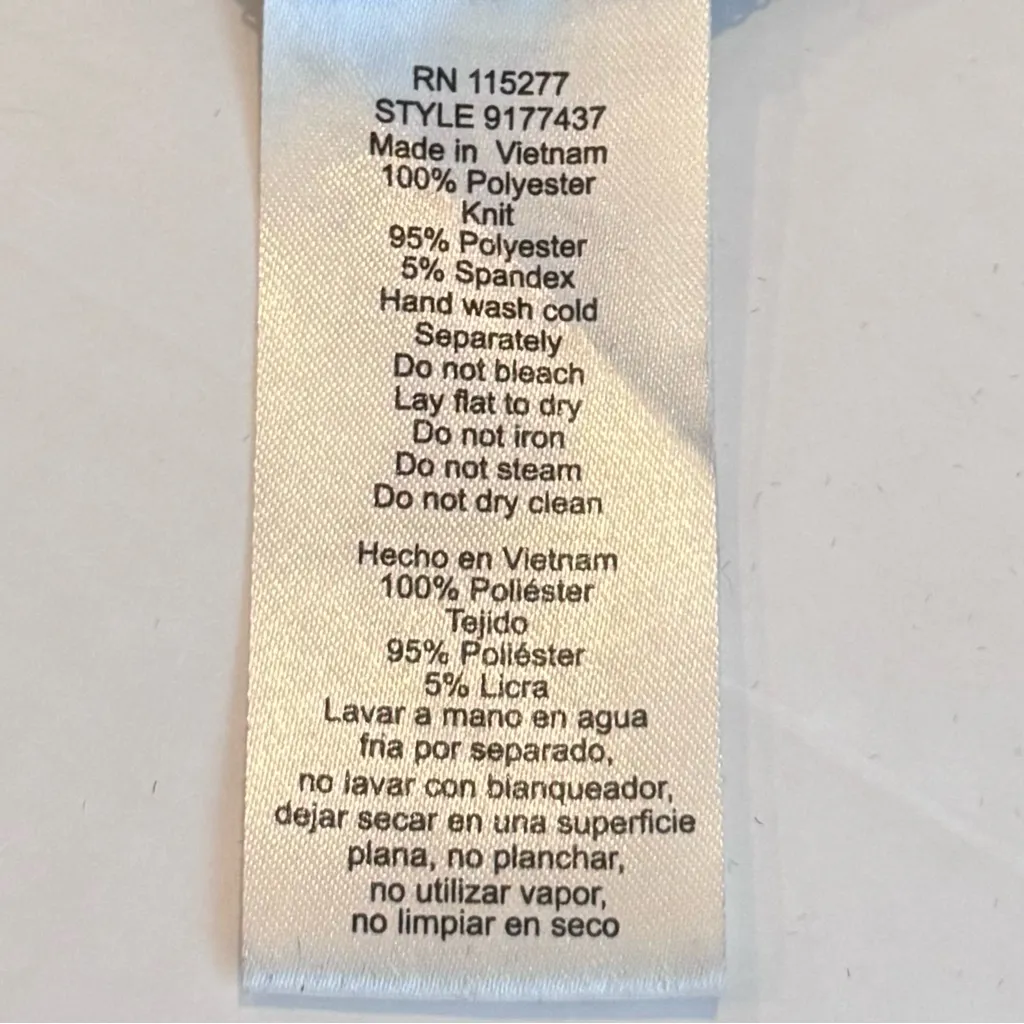 RN 115277
STYLE 9177437
Made in Vietnam
100% Polyester
Knit
95% Polyester
5% Spandex
Hand wash cold
Separately
Do not bleach
Lay flat to dry
Do not iron
Do not steam
Do not dry clean
Hecho en Vietnam
100% Poliéster
Tejido
95% Poliéster
5% Licra
Lavar a mano en agua
fria por separado,
no lavar con blanqueador,
dejar secar en una superficie
plana, no planchar,
no utilizar vapor,
no limpiar en seco